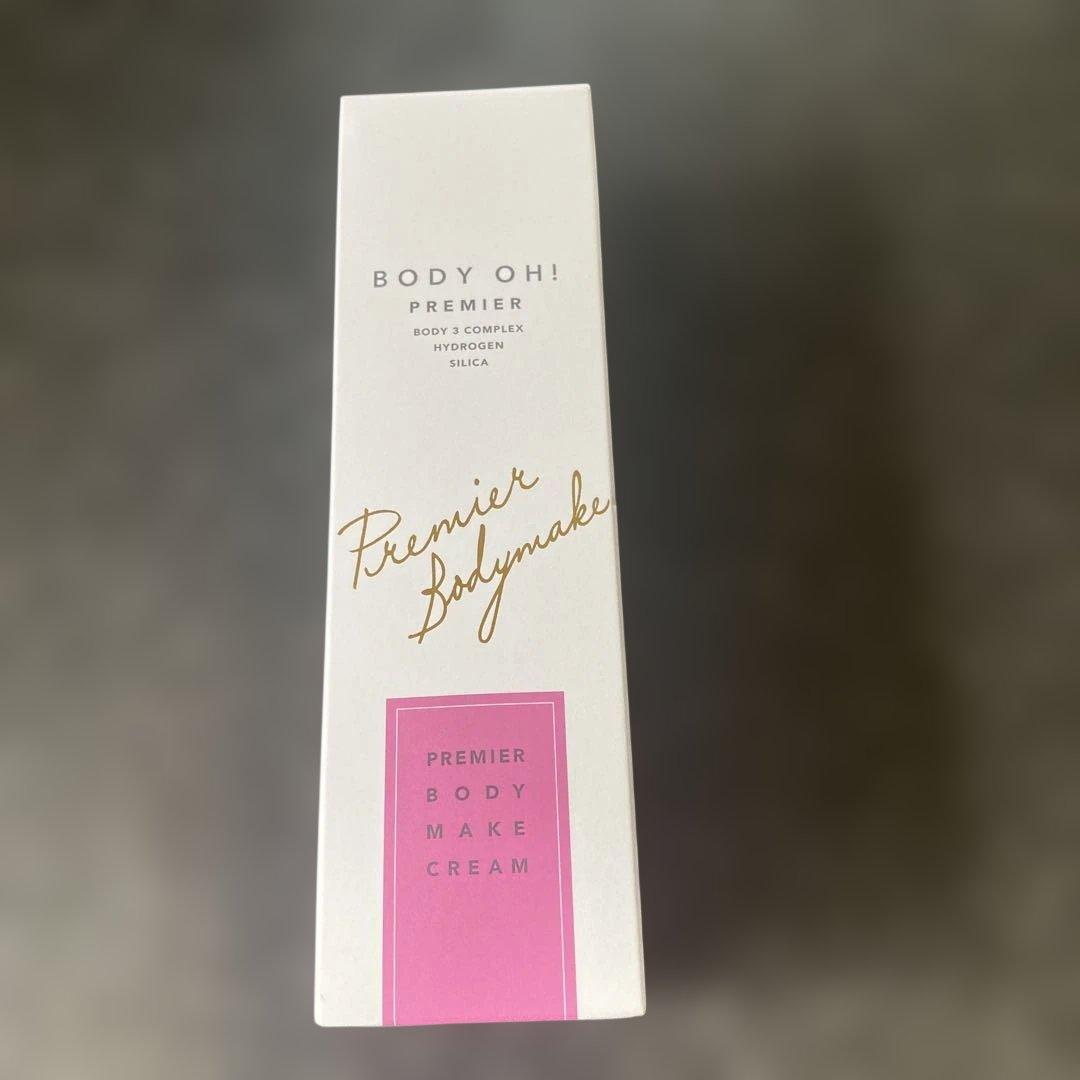 BODY OH!
PREMIER
BODY 3 COMPLEX
HYDROGEN
SILICA
Premier
Bodymake
PREMIER
BODY
MAKE
CREAM